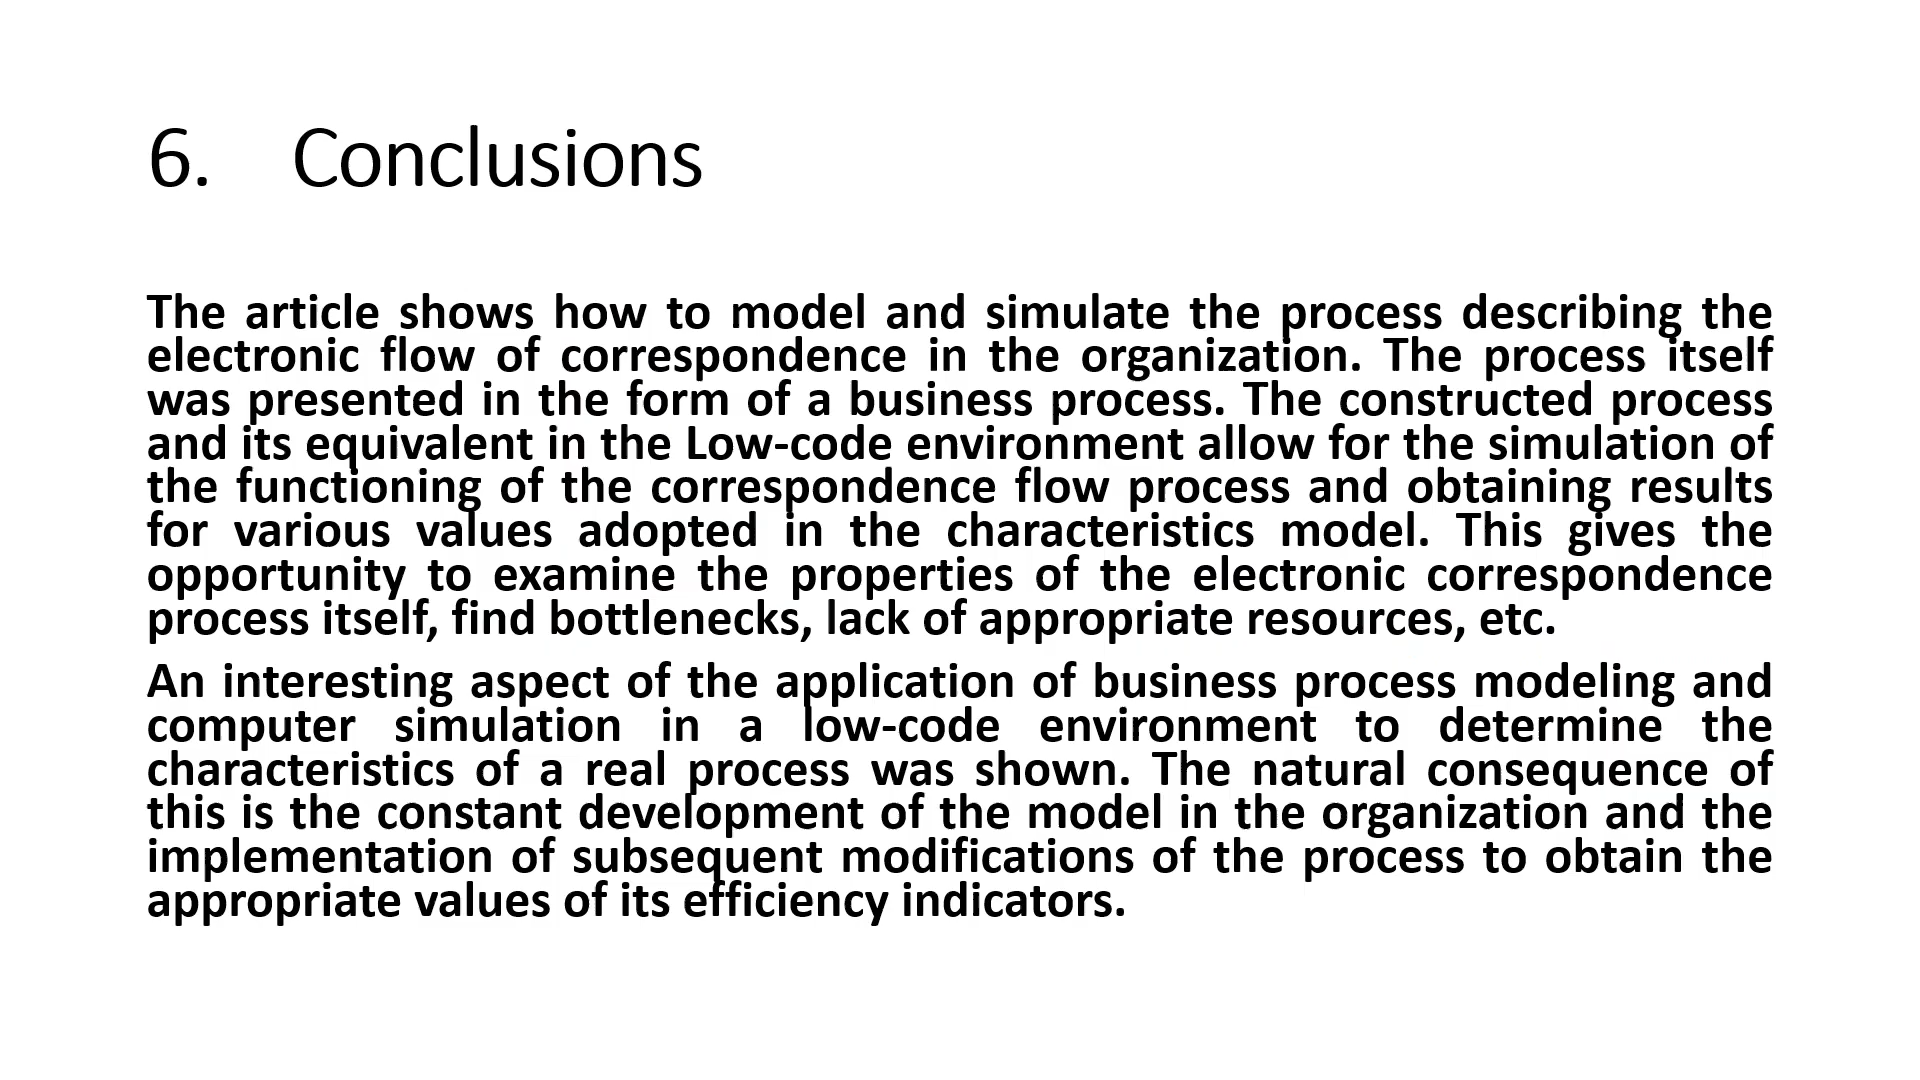 6. Conclusions
The article shows how to model and simulate the process describing the
electronic flow of correspondence in the organization. The process itself
was presented in the form of a business process. The constructed process
and its equivalent in the Low-code environment allow for the simulation of
the functioning of the correspondence flow process and obtaining results
for various values adopted in the characteristics model. This gives the
opportunity to examine the properties of the electronic correspondence
process itself, find bottlenecks, lack of appropriate resources, etc.
An interesting aspect of the application of business process modeling and
computer simulation in a low-code environment to determine the
characteristics of a real process was shown. The natural consequence of
this is the constant development of the model in the organization and the
implementation of subsequent modifications of the process to obtain the
appropriate values of its efficiency indicators.